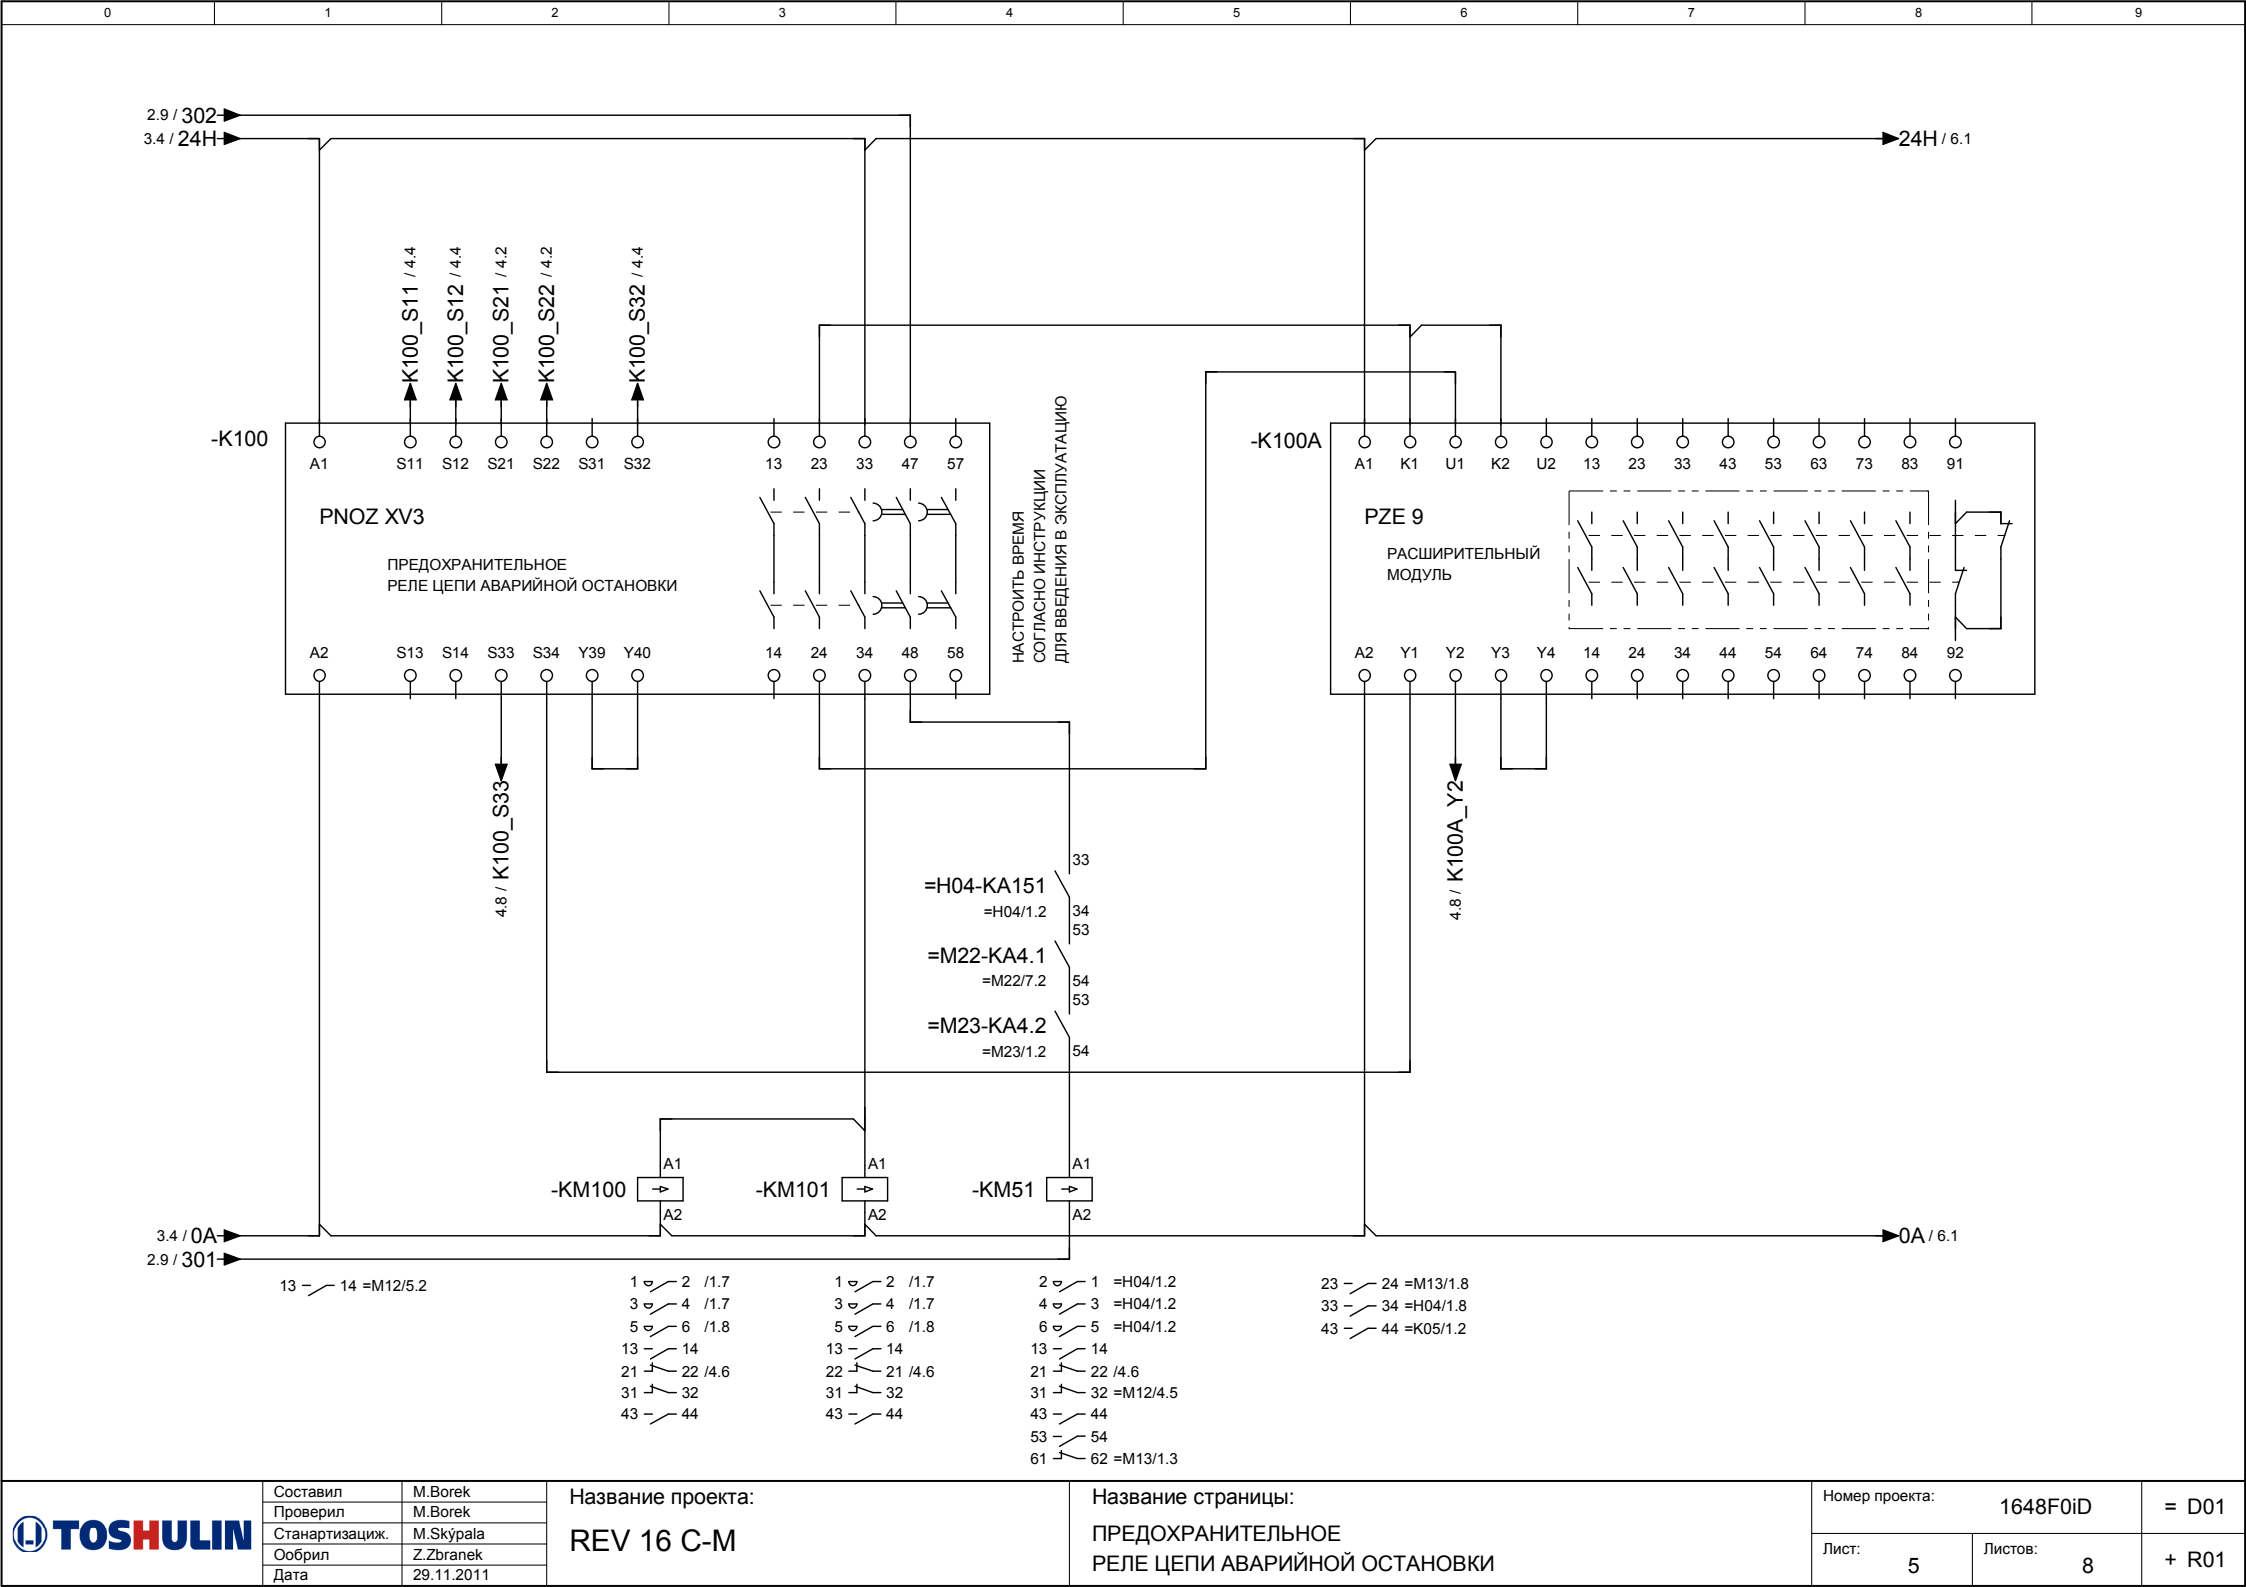 0 1 2 3 4 5 6 7 8 9
2.9 / 302
3.4 / 24H
24H / 6.1
K100_S11 / 4.4
K100_S12 / 4.4
K100_S21 / 4.2
K100_S22 / 4.2
K100_S32 / 4.4
-K100
A1 S11 S12 S21 S22 S31 S32 13 23 33 47 57
PNOZ XV3
ПРЕДОХРАНИТЕЛЬНОЕ
РЕЛЕ ЦЕПИ АВАРИЙНОЙ ОСТАНОВКИ
A2 S13 S14 S33 S34 Y39 Y40 14 24 34 48 58
НАСТРОИТЬ ВРЕМЯ
СОГЛАСНО ИНСТРУКЦИИ
ДЛЯ ВВЕДЕНИЯ В ЭКСПЛУАТАЦИЮ
-K100A
A1 K1 U1 K2 U2 13 23 33 43 53 63 73 83 91
PZE 9
РАСШИРИТЕЛЬНЫЙ
МОДУЛЬ
A2 Y1 Y2 Y3 Y4 14 24 34 44 54 64 74 84 92
4.8 / K100_S33
4.8 / K100A_Y2
33
=H04-KA151
=H04/1.2 34
53
=M22-KA4.1
=M22/7.2 54
53
=M23-KA4.2
=M23/1.2 54
A1 A1 A1
-KM100 -KM101 -KM51
A2 A2 A2
3.4 / 0A
0A / 6.1
2.9 / 301
13 14 =M12/5.2
1 2 /1.7
3 4 /1.7
5 6 /1.8
13 14
21 22 /4.6
31 32
43 44
1 2 /1.7
3 4 /1.7
5 6 /1.8
13 14
22 21 /4.6
31 32
43 44
2 1 =H04/1.2
4 3 =H04/1.2
6 5 =H04/1.2
13 14
21 22 /4.6
31 32 =M12/4.5
43 44
53 54
61 62 =M13/1.3
23 24 =M13/1.8
33 34 =H04/1.8
43 44 =K05/1.2
TOSHULIN
Составил M.Borek
Проверил M.Borek
Станартизациж. M.Skýpala
Ообрил Z.Zbranek
Дата 29.11.2011
Название проекта:
REV 16 C-M
Название страницы:
ПРЕДОХРАНИТЕЛЬНОЕ
РЕЛЕ ЦЕПИ АВАРИЙНОЙ ОСТАНОВКИ
Номер проекта: 1648F0iD
= D01
Лист: 5
Листов: 8
+ R01